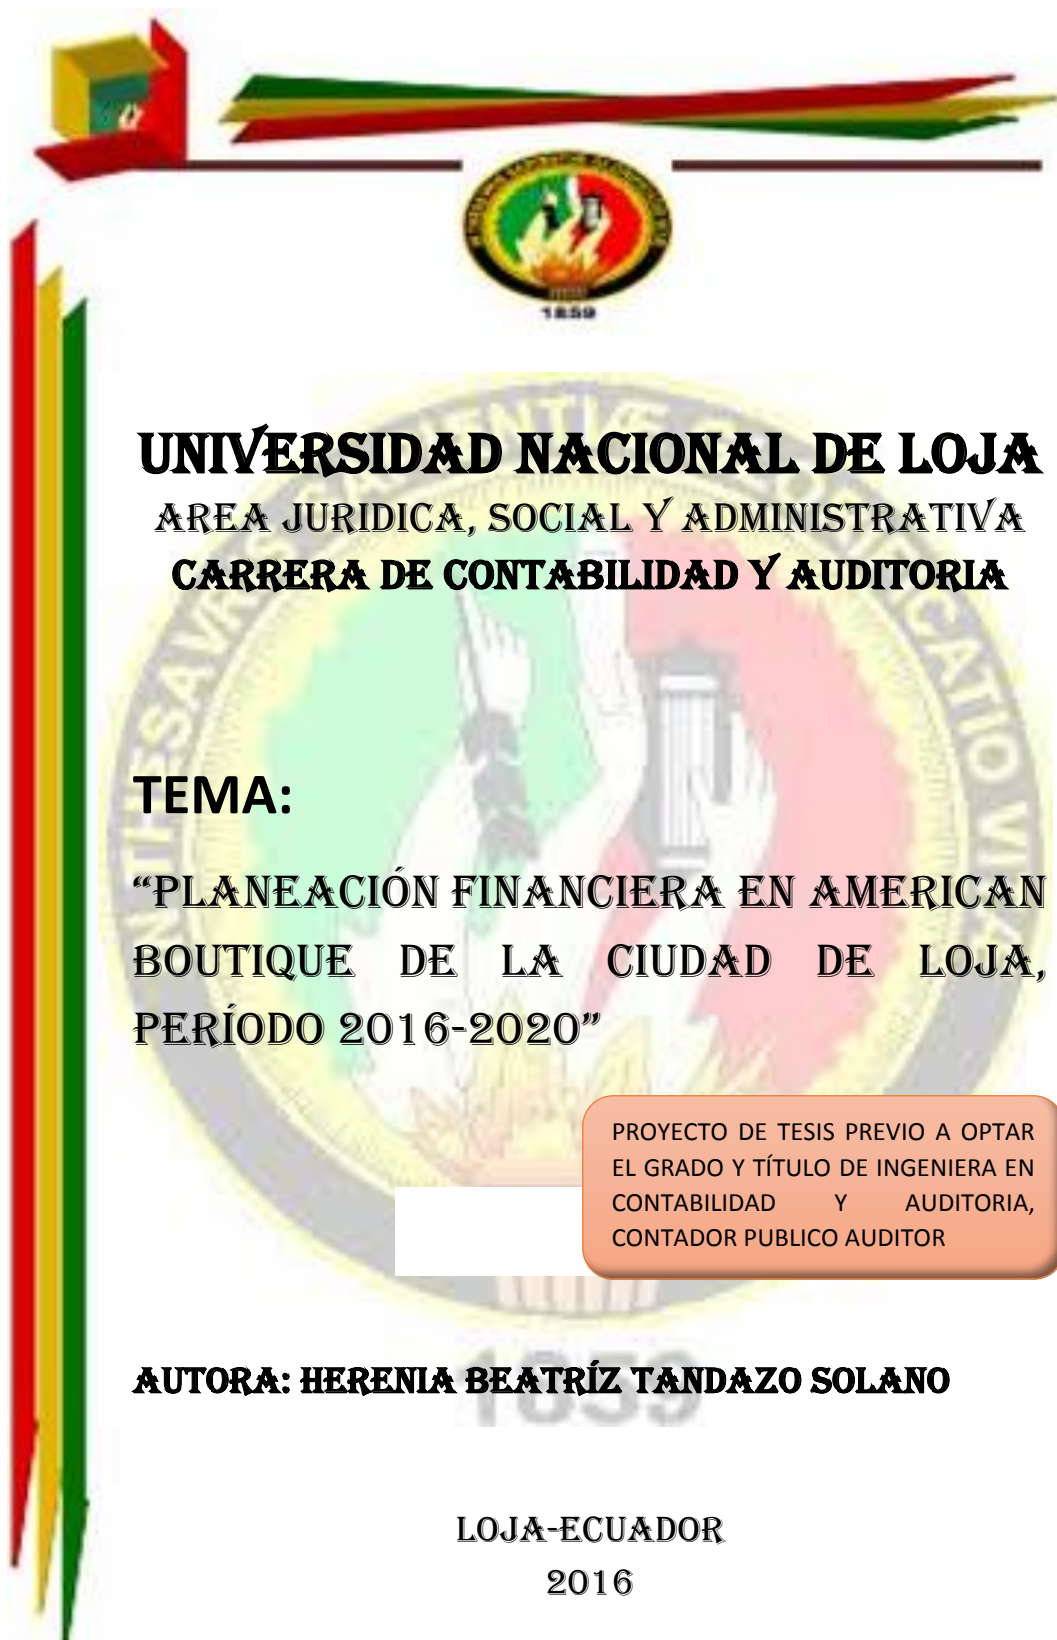 1859
UNIVERSIDAD NACIONAL DE LOJA
AREA JURIDICA, SOCIAL Y ADMINISTRATIVA
CARRERA DE CONTABILIDAD Y AUDITORIA
TEMA:
“PLANEACIÓN FINANCIERA EN AMERICAN
BOUTIQUE DE LA CIUDAD DE LOJA,
PERÍODO 2016-2020”
PROYECTO DE TESIS PREVIO A OPTAR
EL GRADO Y TÍTULO DE INGENIERA EN
CONTABILIDAD Y AUDITORIA,
CONTADOR PUBLICO AUDITOR
1859
AUTORA: HERENIA BEATRÍZ TANDAZO SOLANO
LOJA-ECUADOR
2016